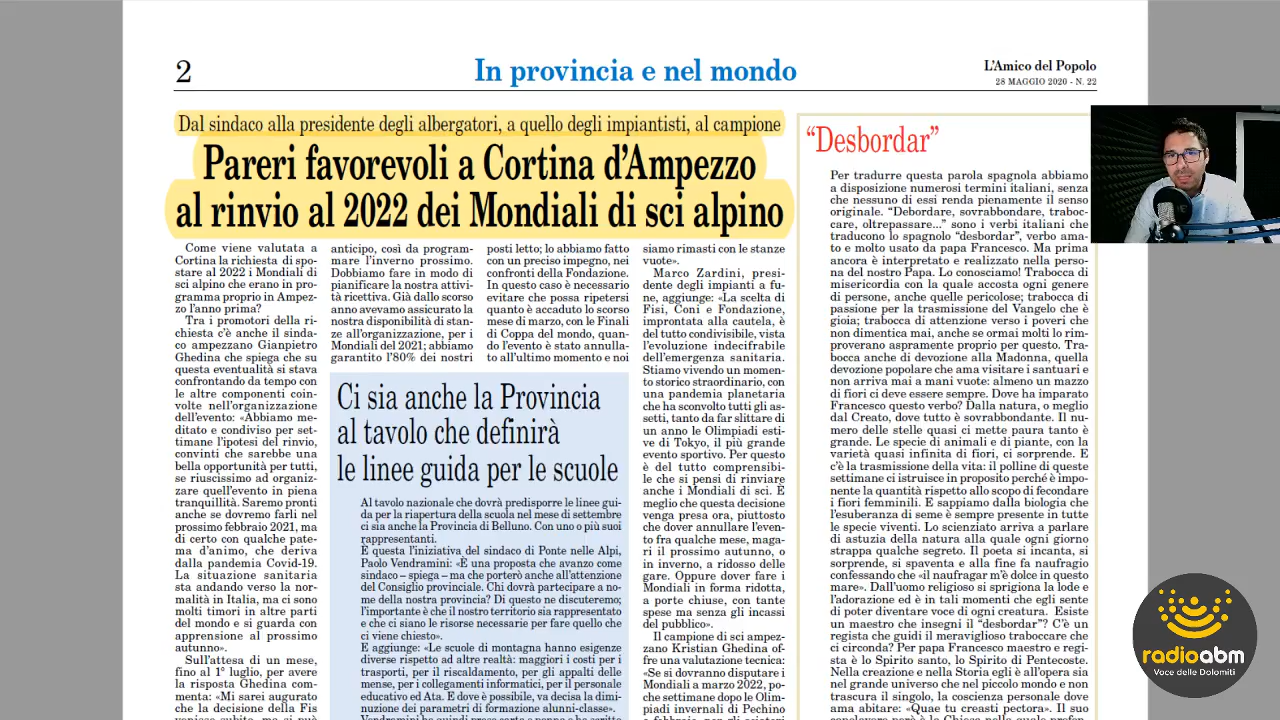 2
In provincia e nel mondo
L'Amico del Popolo
28 MAGGIO 2020 - N. 22
Dal sindaco alla presidente degli albergatori, a quello degli impiantisti, al campione
Pareri favorevoli a Cortina d'Ampezzo
al rinvio al 2022 dei Mondiali di sci alpino
Come viene valutata a
Cortina la richiesta di spo-
stare al 2022 i Mondiali di
sci alpino che erano in pro-
gramma proprio in Ampez-
zo l'anno prima?
Tra i promotori della ri-
chiesta c'è anche il sinda-
co ampezzano Gianpietro
Ghedina che spiega che su
questa eventualità si stava
confrontando da tempo con
le altre componenti coin-
volte nell'organizzazione
dell'evento: «Abbiamo me-
ditato e condiviso per set-
timane l'ipotesi del rinvio,
convinti che sarebbe una
bella opportunità per tutti,
se riuscissimo ad organiz-
zare quell'evento in piena
tranquillità. Saremo pronti
anche se dovremo farli nel
prossimo febbraio 2021, ma
di certo con qualche pate-
ma d'animo, che deriva
dalla pandemia Covid-19.
La situazione sanitaria
sta andando verso la nor-
malità in Italia, ma ci sono
molti timori in altre parti
del mondo e si guarda con
apprensione al prossimo
autunno».
Sull'attesa di un mese,
fino al 1° luglio, per avere
la risposta Ghedina com-
menta: «Mi sarei augurato
che la decisione della Fis
venisse subito, ma si può
anticipo, così da program-
mare l'inverno prossimo.
Dobbiamo fare in modo di
pianificare la nostra attivi-
tà ricettiva. Già dallo scorso
anno avevamo assicurato la
nostra disponibilità di stan-
ze all'organizzazione, per i
Mondiali del 2021; abbiamo
garantito l'80% dei nostri
posti letto; lo abbiamo fatto
con un preciso impegno, nei
confronti della Fondazione.
In questo caso è necessario
evitare che possa ripetersi
quanto è accaduto lo scorso
mese di marzo, con le Finali
di Coppa del mondo, quan-
do l'evento è stato annulla-
to all'ultimo momento e noi
siamo rimasti con le stanze
vuote».
Marco Zardini, presi-
dente degli impianti a fu-
ne, aggiunge: «La scelta di
Fisi, Coni e Fondazione,
improntata alla cautela, è
del tutto condivisibile, vista
l'evoluzione indecifrabile
dell'emergenza sanitaria.
Stiamo vivendo un momen-
to storico straordinario, con
una pandemia planetaria
che ha sconvolto tutti gli as-
setti, tanto da far slittare di
un anno le Olimpiadi esti-
ve di Tokyo, il più grande
evento sportivo. Per questo
è del tutto comprensibi-
le che si pensi di rinviare
anche i Mondiali di sci. È
meglio che questa decisione
venga presa ora, piuttosto
che dover annullare l'even-
to fra qualche mese, maga-
ri il prossimo autunno, o
in inverno, a ridosso delle
gare. Oppure dover fare i
Mondiali in forma ridotta,
a porte chiuse, con tante
spese ma senza gli incassi
del pubblico».
Il campione di sci ampez-
zano Kristian Ghedina of-
fre una valutazione tecnica:
«Se si dovranno disputare i
Mondiali a marzo 2022, po-
che settimane dopo le Olim-
piadi invernali di Pechino
Ci sia anche la Provincia
al tavolo che definirà
le linee guida per le scuole
Al tavolo nazionale che dovrà predisporre le linee gui-
da per la riapertura della scuola nel mese di settembre
ci sia anche la Provincia di Belluno. Con uno o più suoi
rappresentanti.
È questa l'iniziativa del sindaco di Ponte nelle Alpi,
Paolo Vendramini: «È una proposta che avanzo come
sindaco – spiega – ma che porterò anche all'attenzione
del Consiglio provinciale. Chi dovrà partecipare a no-
me della nostra provincia? Di questo ne discuteremo;
l'importante è che il nostro territorio sia rappresentato
e che ci siano le risorse necessarie per fare quello che
ci viene chiesto».
E aggiunge: «Le scuole di montagna hanno esigenze
diverse rispetto ad altre realtà: maggiori i costi per i
trasporti, per il riscaldamento, per gli appalti delle
mense, per i collegamenti informatici, per il personale
educativo ed Ata. E dove è possibile, va decisa la dimi-
nuzione dei parametri di formazione alunni-classe».
"Desbordar"
Per tradurre questa parola spagnola abbiamo
a disposizione numerosi termini italiani, senza
che nessuno di essi renda pienamente il senso
originale. "Debordare, sovrabbondare, traboc-
care, oltrepassare..." sono i verbi italiani che
traducono lo spagnolo "desbordar", verbo ama-
to e molto usato da papa Francesco. Ma prima
ancora è interpretato e realizzato nella perso-
na del nostro Papa. Lo conosciamo! Trabocca di
misericordia con la quale accosta ogni genere
di persone, anche quelle pericolose; trabocca di
passione per la trasmissione del Vangelo che è
gioia; trabocca di attenzione verso i poveri che
non dimentica mai, anche se ormai molti lo rim-
proverano aspramente proprio per questo. Tra-
bocca anche di devozione alla Madonna, quella
devozione popolare che ama visitare i santuari e
non arriva mai a mani vuote: almeno un mazzo
di fiori ci deve essere sempre. Dove ha imparato
Francesco questo verbo? Dalla natura, o meglio
dal Creato, dove tutto è sovrabbondante. Il nu-
mero delle stelle quasi ci mette paura tanto è
grande. Le specie di animali e di piante, con la
varietà quasi infinita di fiori, ci sorprende. E
c'è la trasmissione della vita: il polline di queste
settimane ci istruisce in proposito perché è impo-
nente la quantità rispetto allo scopo di fecondare
i fiori femminili. E sappiamo dalla biologia che
l'esuberanza di seme è sempre presente in tutte
le specie viventi. Lo scienziato arriva a parlare
di astuzia della natura alla quale ogni giorno
strappa qualche segreto. Il poeta si incanta, si
sorprende, si spaventa e alla fine fa naufragio
confessando che «il naufragar m'è dolce in questo
mare». Dall'uomo religioso si sprigiona la lode e
l'adorazione ed è in tali momenti che egli sente
di poter diventare voce di ogni creatura. Esiste
un maestro che insegni il "desbordar"? C'è un
regista che guidi il meraviglioso traboccare che
ci circonda? Per papa Francesco maestro e regi-
sta è lo Spirito santo, lo Spirito di Pentecoste.
Nella creazione e nella Storia egli è all'opera sia
nel grande universo che nel piccolo mondo e non
trascura il singolo, la coscienza personale dove
ama abitare: «Quae tu creasti pectora». Il suo
radioabm
Voce delle Dolomiti